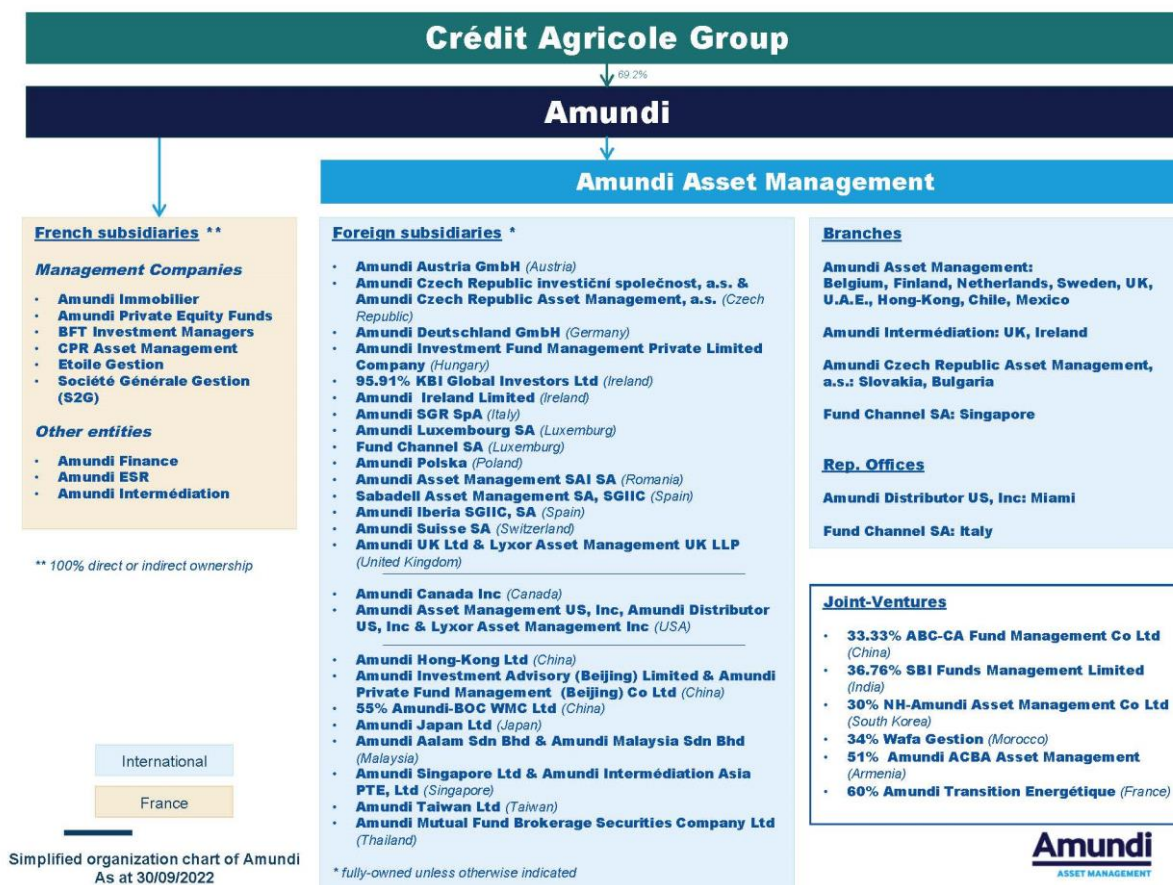 Crédit Agricole Group
69.2%
Amundi
Amundi Asset Management
French subsidiaries **
Management Companies
• Amundi Immobilier
• Amundi Private Equity Funds
• BFT Investment Managers
• CPR Asset Management
• Etoile Gestion
• Société Générale Gestion
(S2G)
Other entities
• Amundi Finance
• Amundi ESR
• Amundi Intermédiation
** 100% direct or indirect ownership
Foreign subsidiaries *
• Amundi Austria GmbH (Austria)
• Amundi Czech Republic investiční společnost, a.s. &
Amundi Czech Republic Asset Management, a.s. (Czech
Republic)
• Amundi Deutschland GmbH (Germany)
• Amundi Investment Fund Management Private Limited
Company (Hungary)
• 95.91% KBI Global Investors Ltd (Ireland)
• Amundi Ireland Limited (Ireland)
• Amundi SGR SpA (Italy)
• Amundi Luxembourg SA (Luxemburg)
• Fund Channel SA (Luxemburg)
• Amundi Polska (Poland)
• Amundi Asset Management SAI SA (Romania)
• Sabadell Asset Management SA, SGIIC (Spain)
• Amundi Iberia SGIIC, SA (Spain)
• Amundi Suisse SA (Switzerland)
• Amundi UK Ltd & Lyxor Asset Management UK LLP
(United Kingdom)
• Amundi Canada Inc (Canada)
• Amundi Asset Management US, Inc, Amundi Distributor
US, Inc & Lyxor Asset Management Inc (USA)
• Amundi Hong-Kong Ltd (China)
• Amundi Investment Advisory (Beijing) Limited & Amundi
Private Fund Management (Beijing) Co Ltd (China)
• 55% Amundi-BOC WMC Ltd (China)
• Amundi Japan Ltd (Japan)
• Amundi Aalam Sdn Bhd & Amundi Malaysia Sdn Bhd
(Malaysia)
• Amundi Singapore Ltd & Amundi Intermédiation Asia
PTE, Ltd (Singapore)
• Amundi Taiwan Ltd (Taiwan)
• Amundi Mutual Fund Brokerage Securities Company Ltd
(Thailand)
* fully-owned unless otherwise indicated
Branches
Amundi Asset Management:
Belgium, Finland, Netherlands, Sweden, UK,
U.A.E., Hong-Kong, Chile, Mexico
Amundi Intermédiation: UK, Ireland
Amundi Czech Republic Asset Management,
a.s.: Slovakia, Bulgaria
Fund Channel SA: Singapore
Rep. Offices
Amundi Distributor US, Inc: Miami
Fund Channel SA: Italy
Joint-Ventures
• 33.33% ABC-CA Fund Management Co Ltd
(China)
• 36.76% SBI Funds Management Limited
(India)
• 30% NH-Amundi Asset Management Co Ltd
(South Korea)
• 34% Wafa Gestion (Morocco)
• 51% Amundi ACBA Asset Management
(Armenia)
• 60% Amundi Transition Energétique (France)
International
France
Simplified organization chart of Amundi
As at 30/09/2022
Amundi
ASSET MANAGEMENT